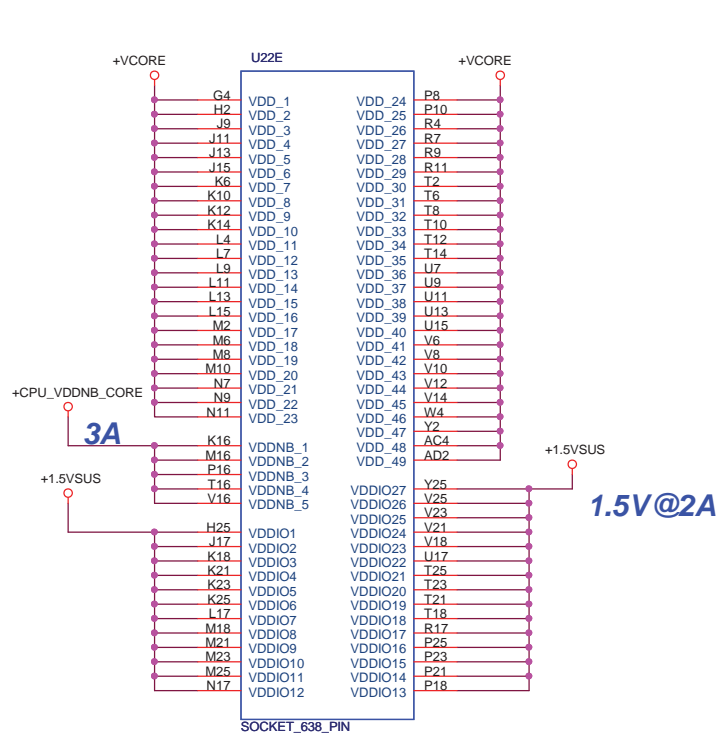 U22E
+VCORE
+VCORE
G4 VDD_1 VDD_24 P8
H2 VDD_2 VDD_25 P10
J9 VDD_3 VDD_26 R4
J11 VDD_4 VDD_27 R7
J13 VDD_5 VDD_28 R9
J15 VDD_6 VDD_29 R11
K6 VDD_7 VDD_30 T2
K10 VDD_8 VDD_31 T6
K12 VDD_9 VDD_32 T8
K14 VDD_10 VDD_33 T10
L4 VDD_11 VDD_34 T12
L7 VDD_12 VDD_35 T14
L9 VDD_13 VDD_36 U7
L11 VDD_14 VDD_37 U9
L13 VDD_15 VDD_38 U11
L15 VDD_16 VDD_39 U13
M2 VDD_17 VDD_40 U15
M6 VDD_18 VDD_41 V6
M8 VDD_19 VDD_42 V8
M10 VDD_20 VDD_43 V10
N7 VDD_21 VDD_44 V12
N9 VDD_22 VDD_45 V14
N11 VDD_23 VDD_46 W4
VDD_47 Y2
+CPU_VDDNB_CORE
3A
K16 VDDNB_1 VDD_48 AC4
M16 VDDNB_2 VDD_49 AD2
P16 VDDNB_3
T16 VDDNB_4 VDDIO27 Y25
V16 VDDNB_5 VDDIO26 V25
+1.5VSUS
+1.5VSUS
1.5V@2A
VDDIO25 V23
H25 VDDIO1 VDDIO24 V21
J17 VDDIO2 VDDIO23 V18
K18 VDDIO3 VDDIO22 U17
K21 VDDIO4 VDDIO21 T25
K23 VDDIO5 VDDIO20 T23
K25 VDDIO6 VDDIO19 T21
L17 VDDIO7 VDDIO18 T18
M18 VDDIO8 VDDIO17 R17
M21 VDDIO9 VDDIO16 P25
M23 VDDIO10 VDDIO15 P23
M25 VDDIO11 VDDIO14 P21
N17 VDDIO12 VDDIO13 P18
SOCKET_638_PIN